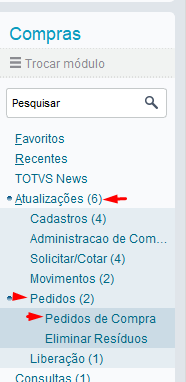 Compras
Trocar módulo
Pesquisar
Favoritos
Recentes
TOTVS News
Atualizações (6)
Cadastros (4)
Administracao de Com...
Solicitar/Cotar (4)
Movimentos (2)
Pedidos (2)
Pedidos de Compra
Eliminar Resíduos
Liberação (1)
Consultas (1)